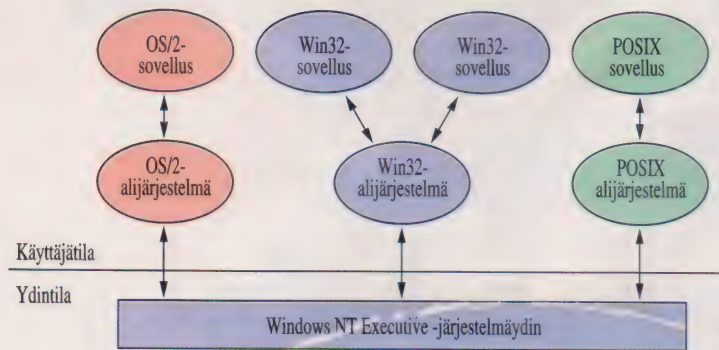 OS/2-
sovellus
Win32-
sovellus
Win32-
sovellus
POSIX
sovellus
OS/2-
alijärjestelmä
Win32-
alijärjestelmä
POSIX
alijärjestelmä
Käyttäjätila
Ydintila
Windows NT Executive -järjestelmäydin